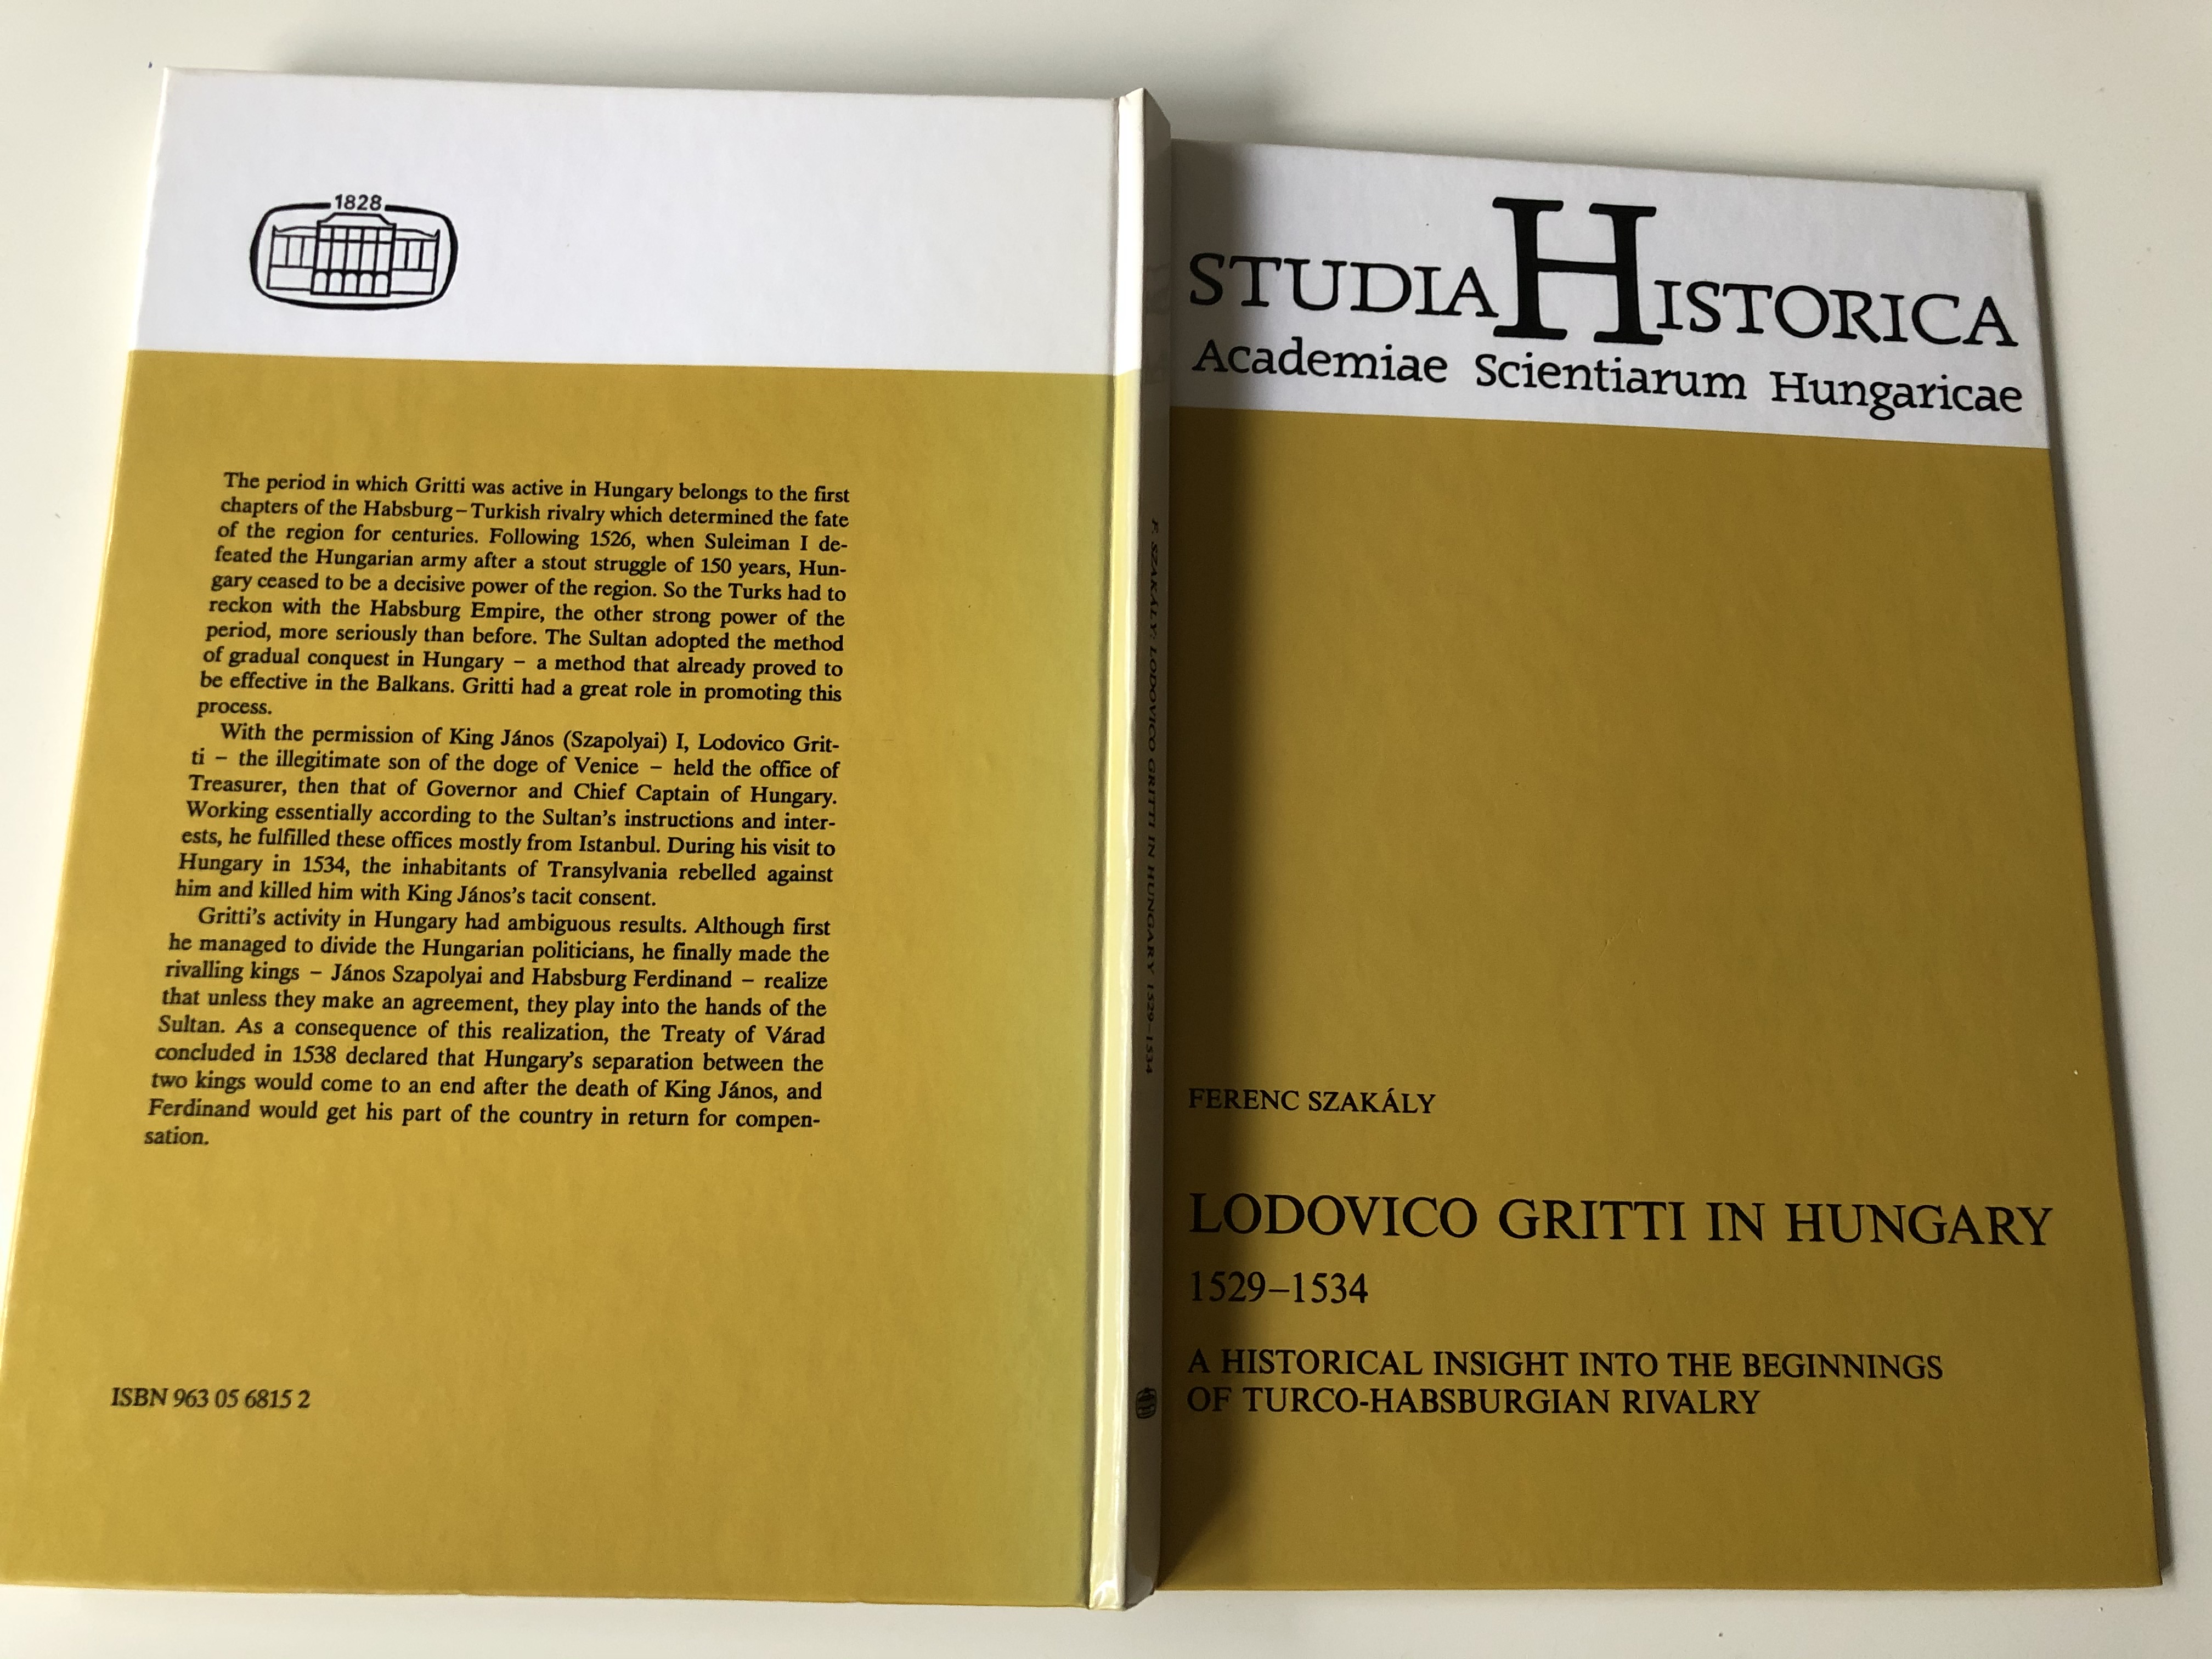 1828
The period in which Gritti was active in Hungary belongs to the first
chapters of the Habsburg–Turkish rivalry which determined the fate
of the region for centuries. Following 1526, when Suleiman I de-
feated the Hungarian army after a stout struggle of 150 years, Hun-
gary ceased to be a decisive power of the region. So the Turks had to
reckon with the Habsburg Empire, the other strong power of the
period, more seriously than before. The Sultan adopted the method
of gradual conquest in Hungary – a method that already proved to
be effective in the Balkans. Gritti had a great role in promoting this
process.
With the permission of King János (Szapolyai) I, Lodovico Grit-
ti – the illegitimate son of the doge of Venice – held the office of
Treasurer, then that of Governor and Chief Captain of Hungary.
Working essentially according to the Sultan's instructions and inter-
ests, he fulfilled these offices mostly from Istanbul. During his visit to
Hungary in 1534, the inhabitants of Transylvania rebelled against
him and killed him with King János's tacit consent.
Gritti's activity in Hungary had ambiguous results. Although first
he managed to divide the Hungarian politicians, he finally made the
rivalling kings – János Szapolyai and Habsburg Ferdinand – realize
that unless they make an agreement, they play into the hands of the
Sultan. As a consequence of this realization, the Treaty of Várad
concluded in 1538 declared that Hungary's separation between the
two kings would come to an end after the death of King János, and
Ferdinand would get his part of the country in return for compen-
sation.
ISBN 963 05 6815 2
F. SZAKÁLY: LODOVICO GRITTI IN HUNGARY 1529–1534
STUDIA HISTORICA
Academiae Scientiarum Hungaricae
FERENC SZAKÁLY
LODOVICO GRITTI IN HUNGARY
1529–1534
A HISTORICAL INSIGHT INTO THE BEGINNINGS
OF TURCO-HABSBURGIAN RIVALRY